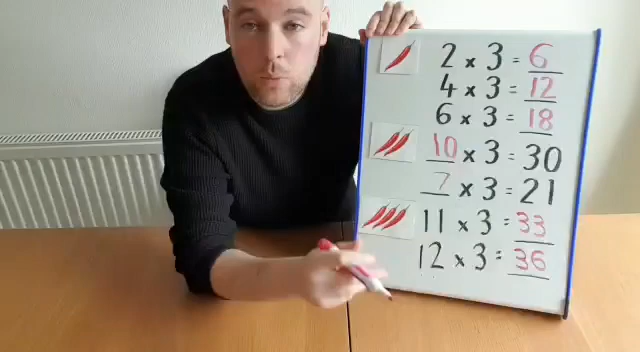 2 x 3 = 6
4 x 3 = 12
6 x 3 = 18
10 x 3 = 30
7 x 3 = 21
11 x 3 = 33
12 x 3 = 36